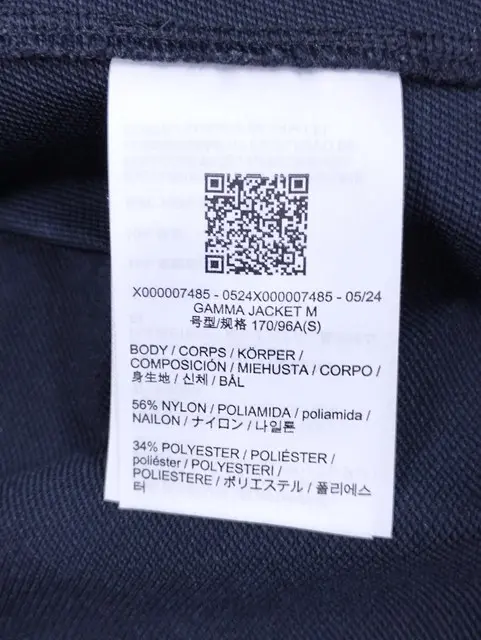 X000007485 - 0524X000007485 - 05/24
GAMMA JACKET M
号型/规格 170/96A(S)
BODY / CORPS / KÖRPER /
COMPOSICIÓN / MIEHUSTA / CORPO /
身生地 / 신체 / BÅL
56% NYLON / POLIAMIDA / poliamida /
NAILON / ナイロン / 나일론
34% POLYESTER / POLIÉSTER /
poliéster / POLYESTERI /
POLIESTERE / ポリエステル / 폴리에스
터